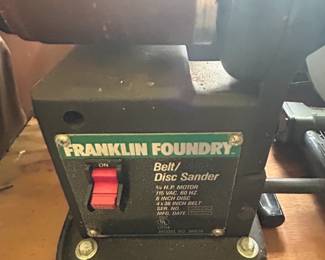 FRANKLIN FOUNDRY
ON
Belt/
Disc Sander
¾ H.P. MOTOR
115 VAC. 60 HZ.
6 INCH DISC
4 x 36 INCH BELT
SER. NO.
MFG. DATE